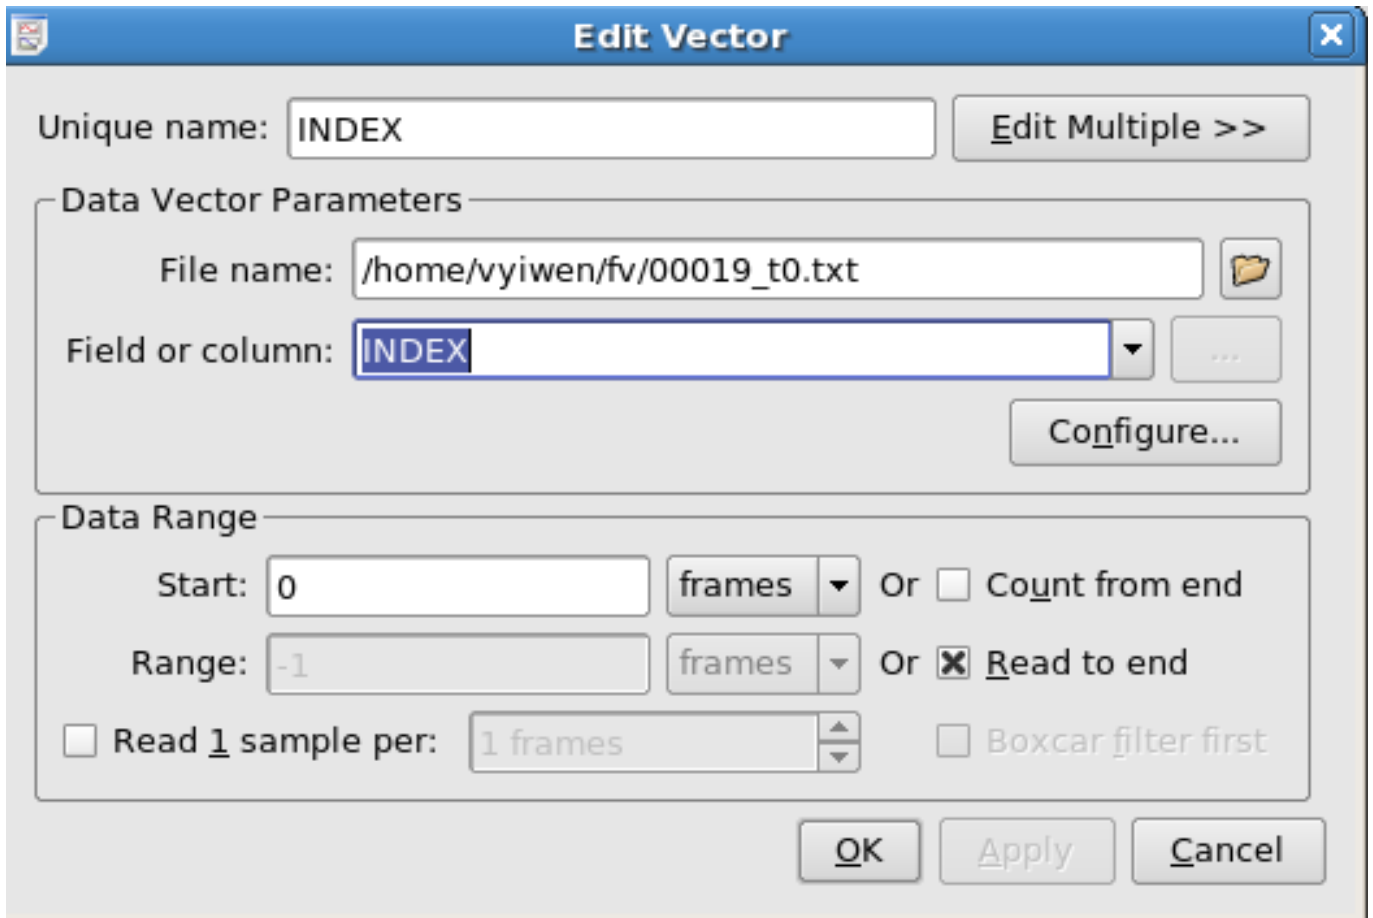 Edit Vector
Unique name: INDEX Edit Multiple >>
Data Vector Parameters
File name: /home/vyiwen/fv/00019_t0.txt
Field or column: INDEX ...
Configure...
Data Range
Start: 0 frames Or Count from end
Range: -1 frames Or Read to end
Read 1 sample per: 1 frames Boxcar filter first
OK Apply Cancel